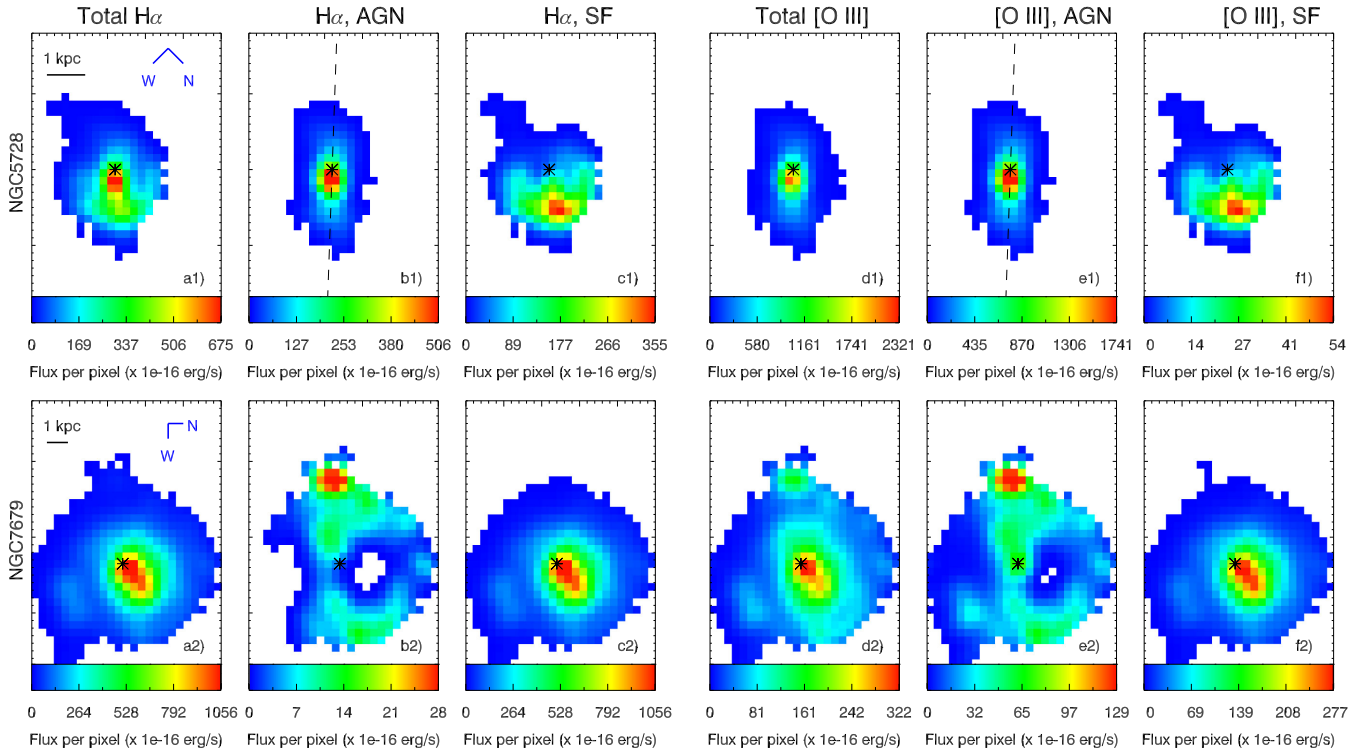 Total Hα Hα, AGN Hα, SF Total [O III] [O III], AGN [O III], SF
NGC5728
1 kpc
W N
a1) b1) c1) d1) e1) f1)
0 169 337 506 675 0 127 253 380 506 0 89 177 266 355 0 580 1161 1741 2321 0 435 870 1306 1741 0 14 27 41 54
Flux per pixel (x 1e-16 erg/s) Flux per pixel (x 1e-16 erg/s) Flux per pixel (x 1e-16 erg/s) Flux per pixel (x 1e-16 erg/s) Flux per pixel (x 1e-16 erg/s) Flux per pixel (x 1e-16 erg/s)
NGC7679
1 kpc
N
W
a2) b2) c2) d2) e2) f2)
0 264 528 792 1056 0 7 14 21 28 0 264 528 792 1056 0 81 161 242 322 0 32 65 97 129 0 69 139 208 277
Flux per pixel (x 1e-16 erg/s) Flux per pixel (x 1e-16 erg/s) Flux per pixel (x 1e-16 erg/s) Flux per pixel (x 1e-16 erg/s) Flux per pixel (x 1e-16 erg/s) Flux per pixel (x 1e-16 erg/s)